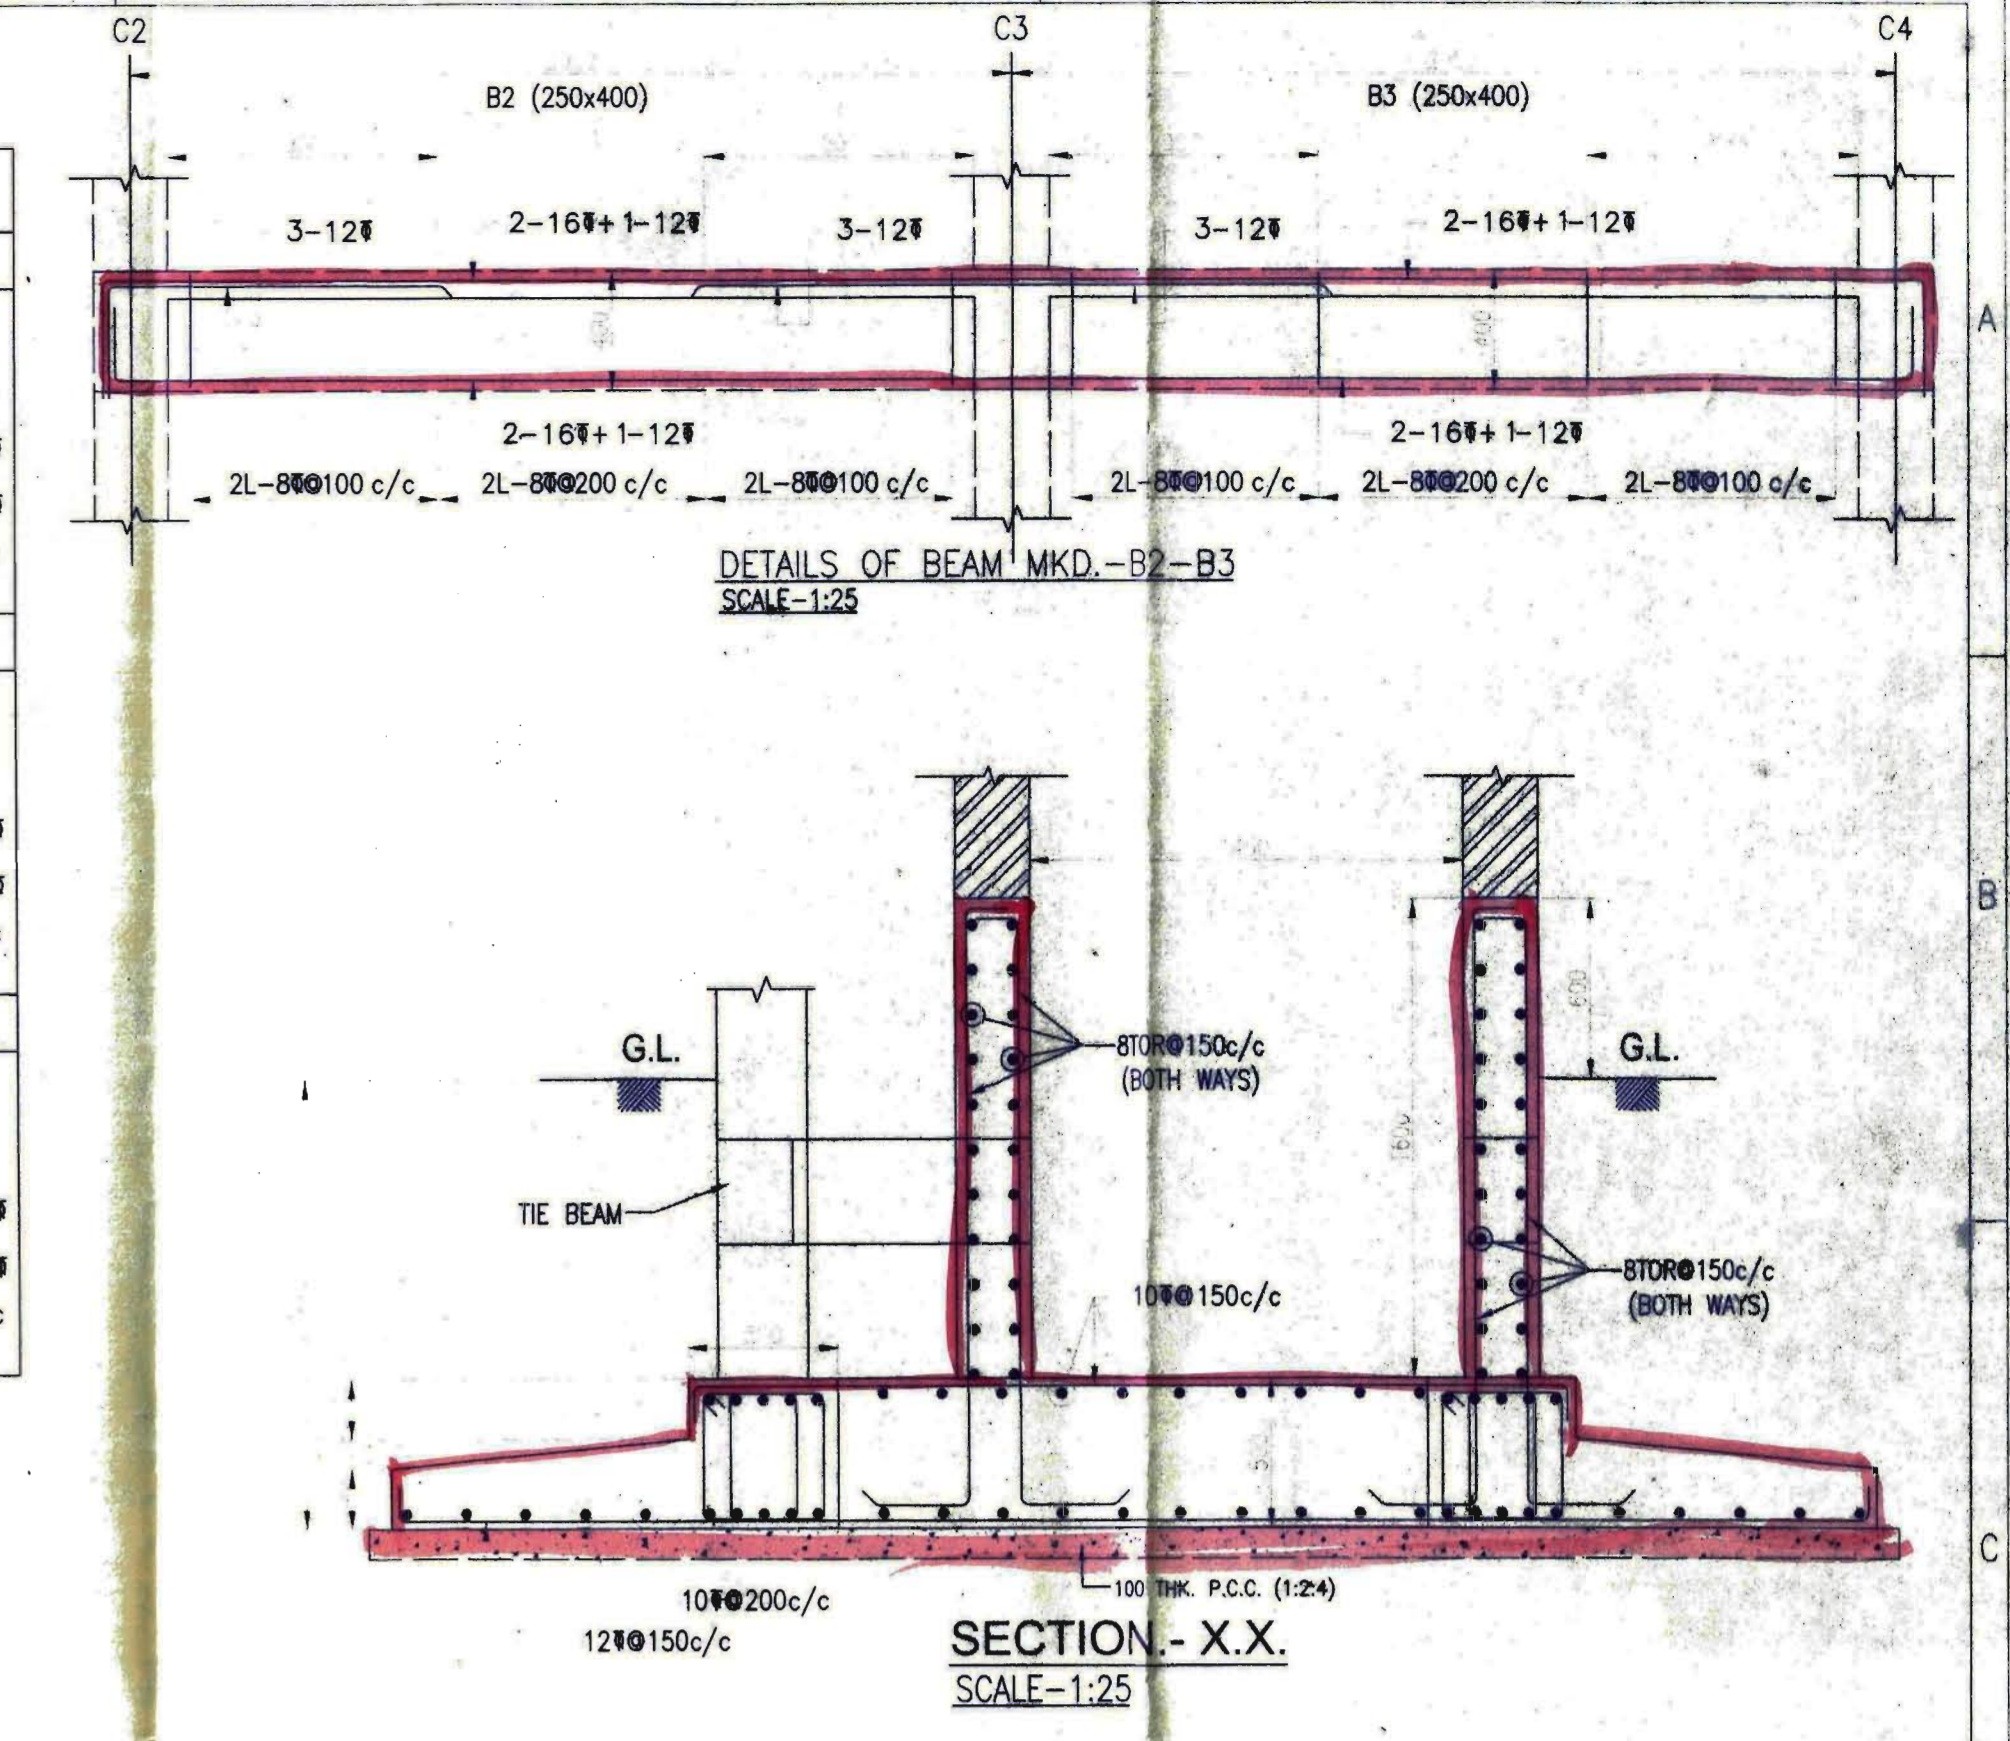 C2 C3 C4
B2 (250x400) B3 (250x400)
3-12Φ 2-16Φ+1-12Φ 3-12Φ 3-12Φ 2-16Φ+1-12Φ
400 400
A
2-16Φ+1-12Φ 2-16Φ+1-12Φ
2L-8Φ@100 c/c 2L-8Φ@200 c/c 2L-8Φ@100 c/c 2L-8Φ@100 c/c 2L-8Φ@200 c/c 2L-8Φ@100 c/c
DETAILS OF BEAM MKD.-B2-B3
SCALE-1:25
B
600
G.L. 8TOR@150c/c G.L.
(BOTH WAYS)
TIE BEAM
8TOR@150c/c
10Φ@150c/c (BOTH WAYS)
C
100 THK. P.C.C. (1:2:4)
10Φ@200c/c
12Φ@150c/c
SECTION.- X.X.
SCALE-1:25